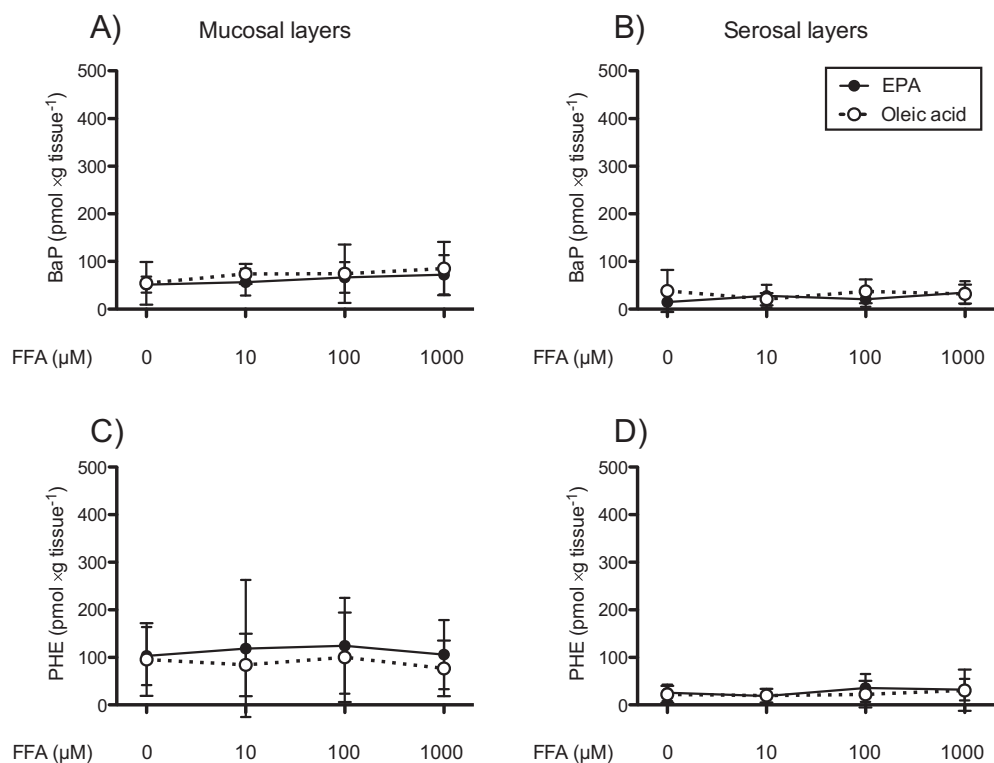 A) Mucosal layers
B) Serosal layers
BaP (pmol ×g tissue⁻¹)
500
400
300
200
100
0
FFA (µM) 0 10 100 1000
BaP (pmol ×g tissue⁻¹)
500
400
300
200
100
0
EPA
Oleic acid
FFA (µM) 0 10 100 1000
C)
PHE (pmol ×g tissue⁻¹)
500
400
300
200
100
0
FFA (µM) 0 10 100 1000
D)
PHE (pmol ×g tissue⁻¹)
500
400
300
200
100
0
FFA (µM) 0 10 100 1000